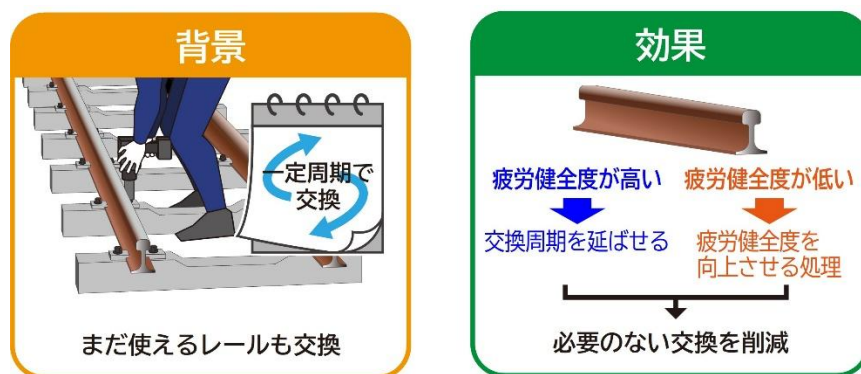 背景
一定周期で
交換
まだ使えるレールも交換
効果
疲労健全度が高い
交換周期を延ばせる
疲労健全度が低い
疲労健全度を
向上させる処理
必要のない交換を削減